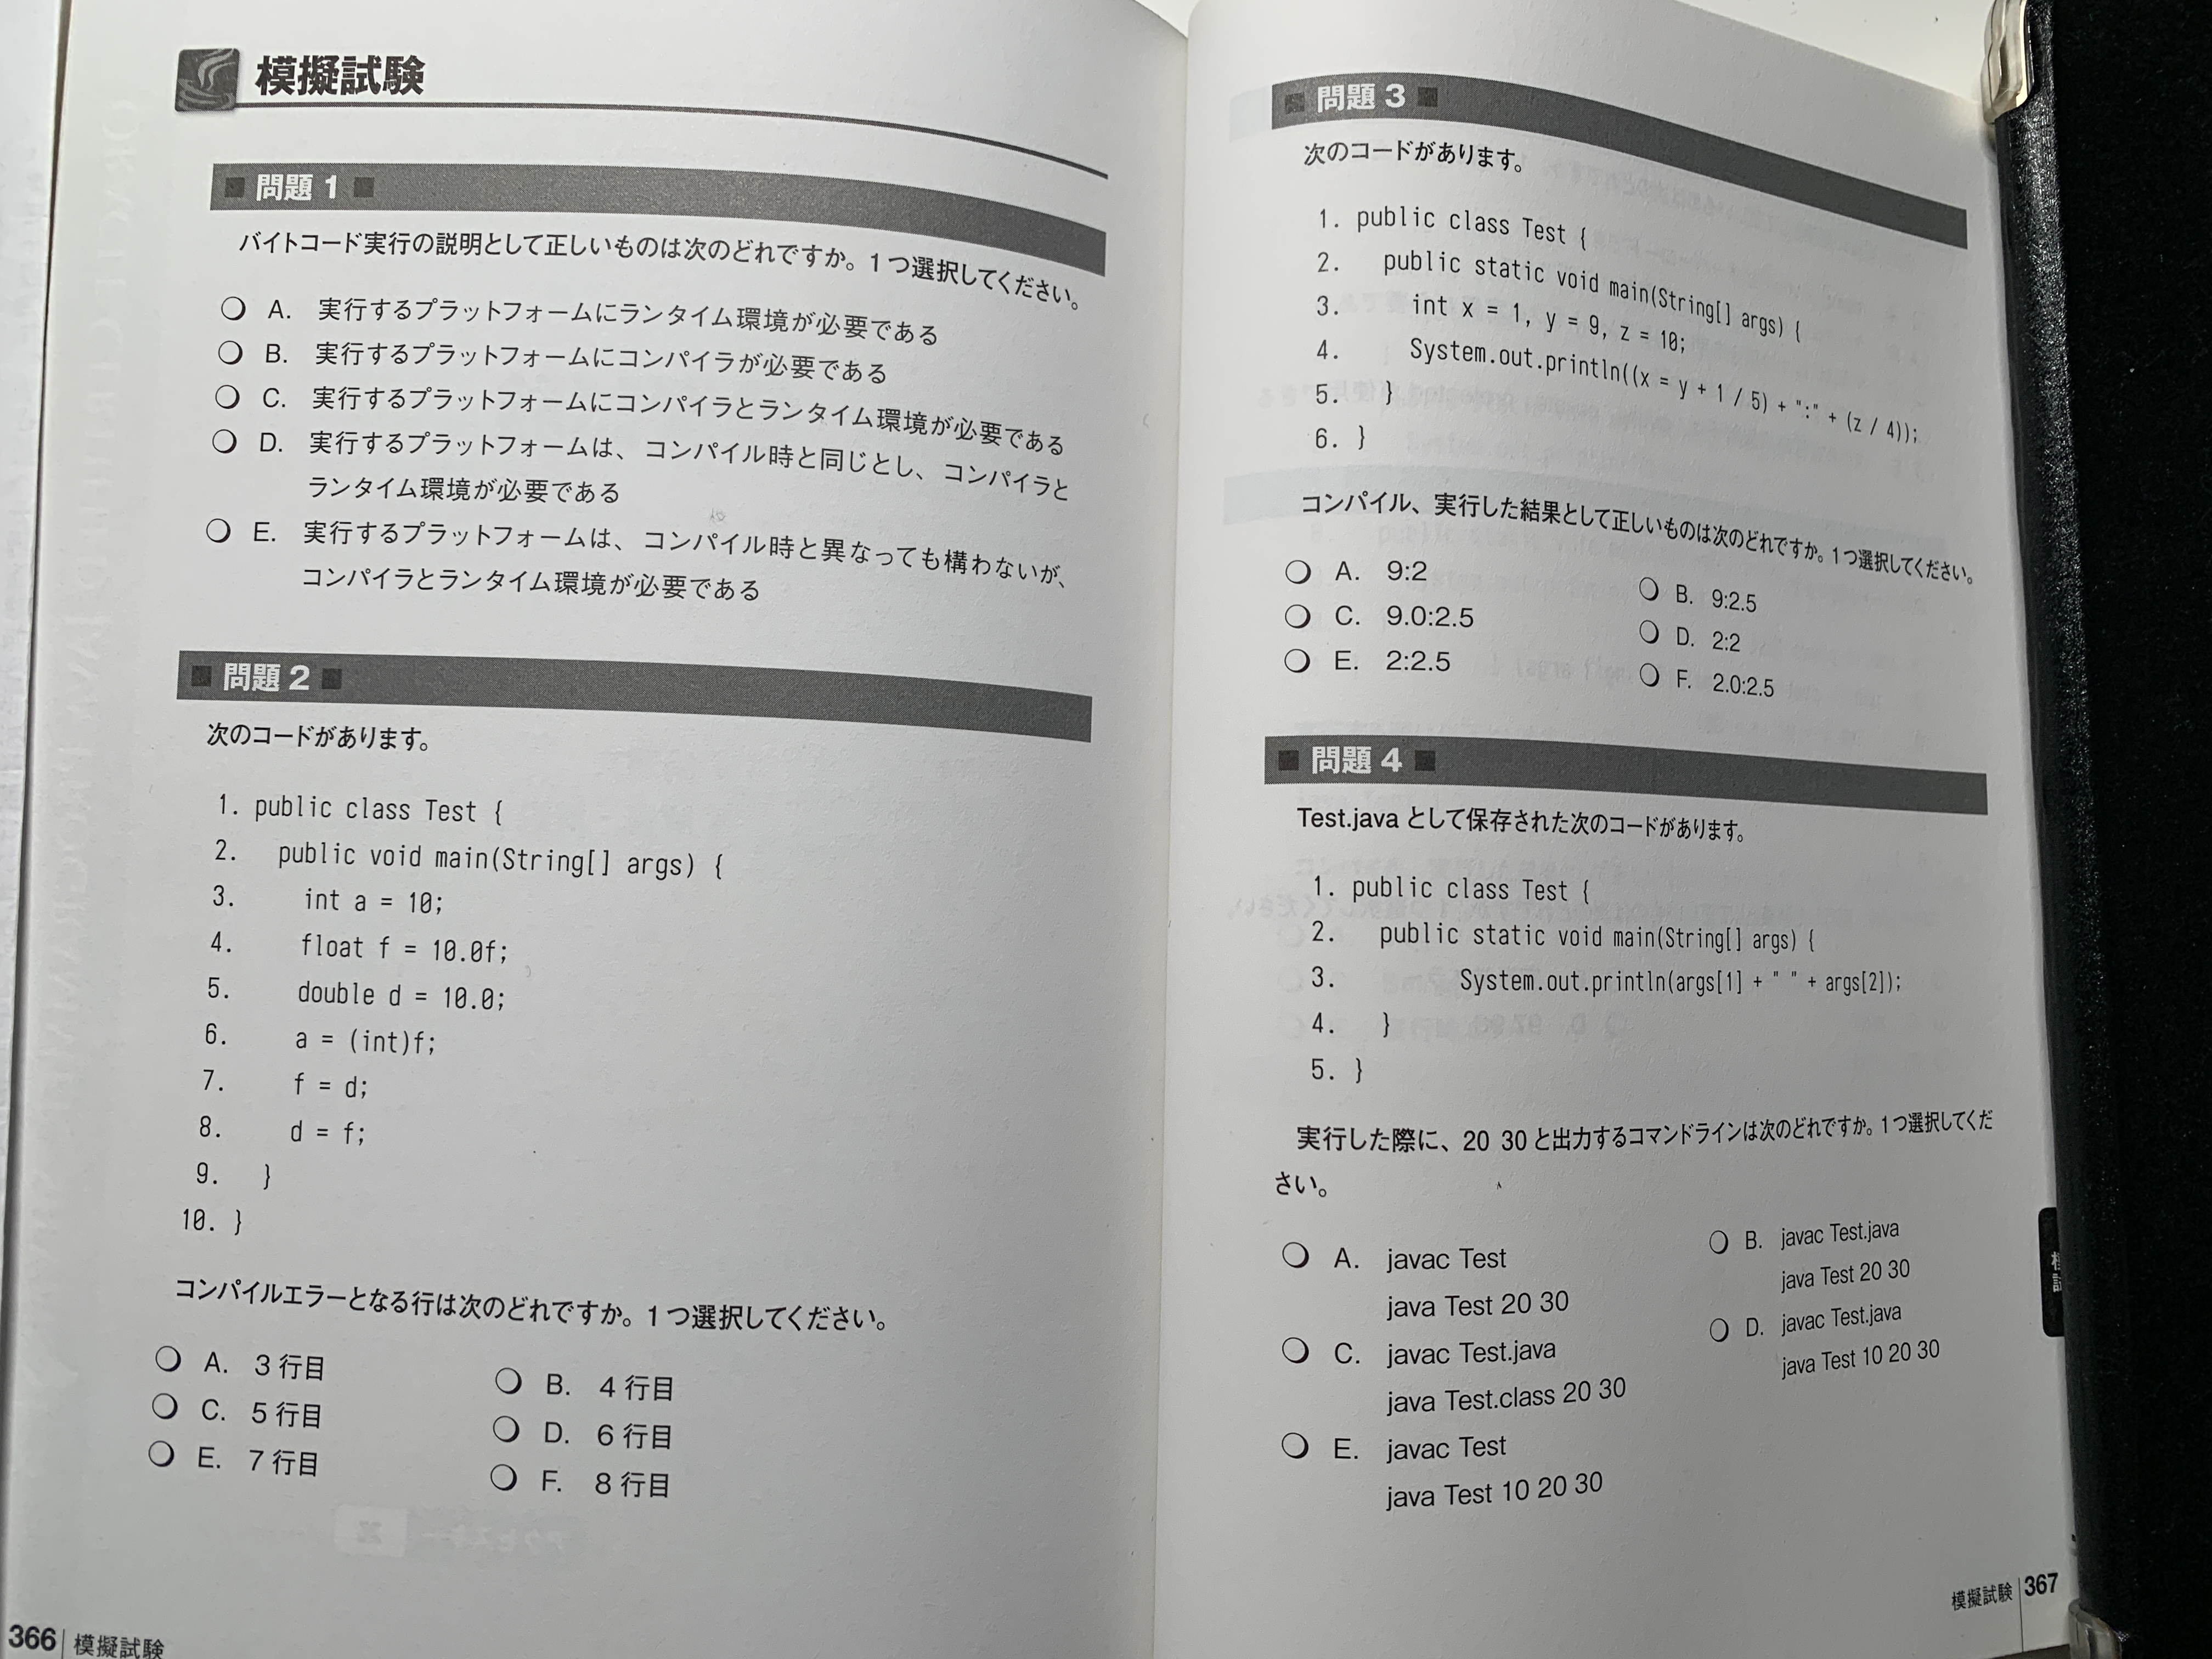 模擬試験
■ 問題 1 ■
バイトコード実行の説明として正しいものは次のどれですか。1つ選択してください。
○ A. 実行するプラットフォームにランタイム環境が必要である
○ B. 実行するプラットフォームにコンパイラが必要である
○ C. 実行するプラットフォームにコンパイラとランタイム環境が必要である
○ D. 実行するプラットフォームは、コンパイル時と同じとし、コンパイラと
ランタイム環境が必要である
○ E. 実行するプラットフォームは、コンパイル時と異なっても構わないが、
コンパイラとランタイム環境が必要である
■ 問題 2 ■
次のコードがあります。
1. public class Test {
2. public void main(String[] args) {
3. int a = 10;
4. float f = 10.0f;
5. double d = 10.0;
6. a = (int)f;
7. f = d;
8. d = f;
9. }
10. }
コンパイルエラーとなる行は次のどれですか。1つ選択してください。
○ A. 3行目 ○ B. 4行目
○ C. 5行目 ○ D. 6行目
○ E. 7行目 ○ F. 8行目
366 | 模擬試験
■ 問題 3 ■
次のコードがあります。
1. public class Test {
2. public static void main(String[] args) {
3. int x = 1, y = 9, z = 10;
4. System.out.println((x = y + 1 / 5) + ":" + (z / 4));
5. }
6. }
コンパイル、実行した結果として正しいものは次のどれですか。1つ選択してください。
○ A. 9:2 ○ B. 9:2.5
○ C. 9.0:2.5 ○ D. 2:2
○ E. 2:2.5 ○ F. 2.0:2.5
■ 問題 4 ■
Test.java として保存された次のコードがあります。
1. public class Test {
2. public static void main(String[] args) {
3. System.out.println(args[1] + " " + args[2]);
4. }
5. }
実行した際に、20 30 と出力するコマンドラインは次のどれですか。1つ選択してくだ
さい。
○ A. javac Test
java Test 20 30
○ B. javac Test.java
java Test 20 30
○ C. javac Test.java
java Test.class 20 30
○ D. javac Test.java
java Test 10 20 30
○ E. javac Test
java Test 10 20 30
模擬試験 | 367